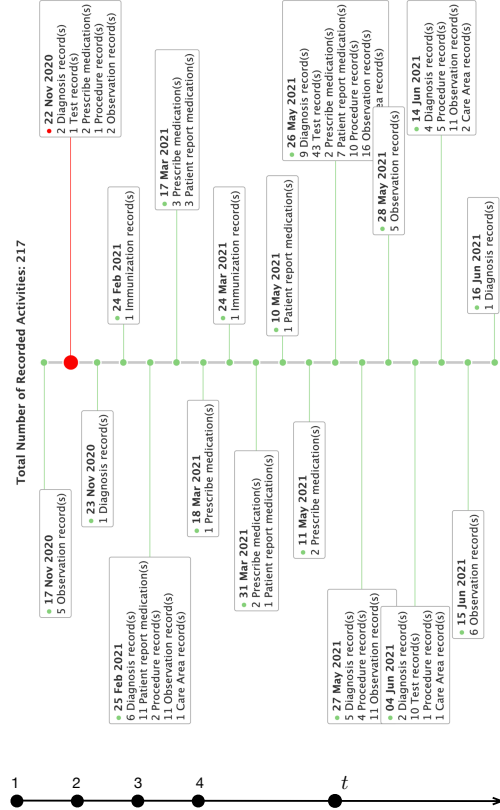 Total Number of Recorded Activities: 217
17 Nov 2020
5 Observation record(s)
22 Nov 2020
2 Diagnosis record(s)
1 Test record(s)
2 Prescribe medication(s)
1 Procedure record(s)
2 Observation record(s)
23 Nov 2020
1 Diagnosis record(s)
24 Feb 2021
1 Immunization record(s)
25 Feb 2021
6 Diagnosis record(s)
11 Patient report medication(s)
2 Procedure record(s)
11 Observation record(s)
1 Care Area record(s)
17 Mar 2021
3 Prescribe medication(s)
3 Patient report medication(s)
18 Mar 2021
1 Prescribe medication(s)
24 Mar 2021
1 Immunization record(s)
31 Mar 2021
2 Prescribe medication(s)
1 Patient report medication(s)
10 May 2021
1 Patient report medication(s)
11 May 2021
2 Prescribe medication(s)
26 May 2021
9 Diagnosis record(s)
43 Test record(s)
2 Prescribe medication(s)
7 Patient report medication(s)
10 Procedure record(s)
16 Observation record(s)
ea record(s)
27 May 2021
5 Diagnosis record(s)
4 Procedure record(s)
11 Observation record(s)
28 May 2021
5 Observation record(s)
04 Jun 2021
2 Diagnosis record(s)
10 Test record(s)
1 Procedure record(s)
1 Care Area record(s)
14 Jun 2021
4 Diagnosis record(s)
5 Procedure record(s)
11 Observation record(s)
2 Care Area record(s)
15 Jun 2021
6 Observation record(s)
16 Jun 2021
1 Diagnosis record(s)
1
2
3
4
t